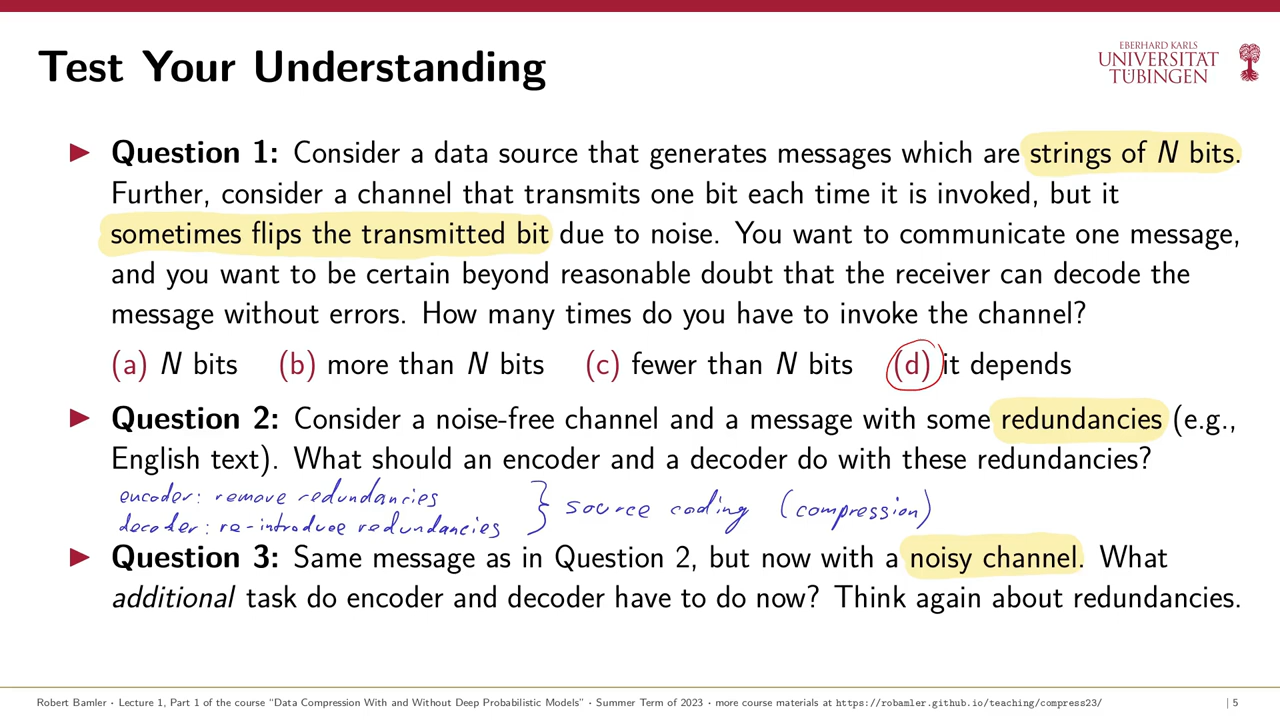 Test Your Understanding
EBERHARD KARLS
UNIVERSITÄT
TÜBINGEN
▶ Question 1: Consider a data source that generates messages which are strings of N bits.
Further, consider a channel that transmits one bit each time it is invoked, but it
sometimes flips the transmitted bit due to noise. You want to communicate one message,
and you want to be certain beyond reasonable doubt that the receiver can decode the
message without errors. How many times do you have to invoke the channel?
(a) N bits (b) more than N bits (c) fewer than N bits (d) it depends
▶ Question 2: Consider a noise-free channel and a message with some redundancies (e.g.,
English text). What should an encoder and a decoder do with these redundancies?
encoder: remove redundancies
decoder: re-introduce redundancies } source coding (compression)
▶ Question 3: Same message as in Question 2, but now with a noisy channel. What
additional task do encoder and decoder have to do now? Think again about redundancies.
Robert Bamler · Lecture 1, Part 1 of the course "Data Compression With and Without Deep Probabilistic Models" · Summer Term of 2023 · more course materials at https://robamler.github.io/teaching/compress23/ | 5